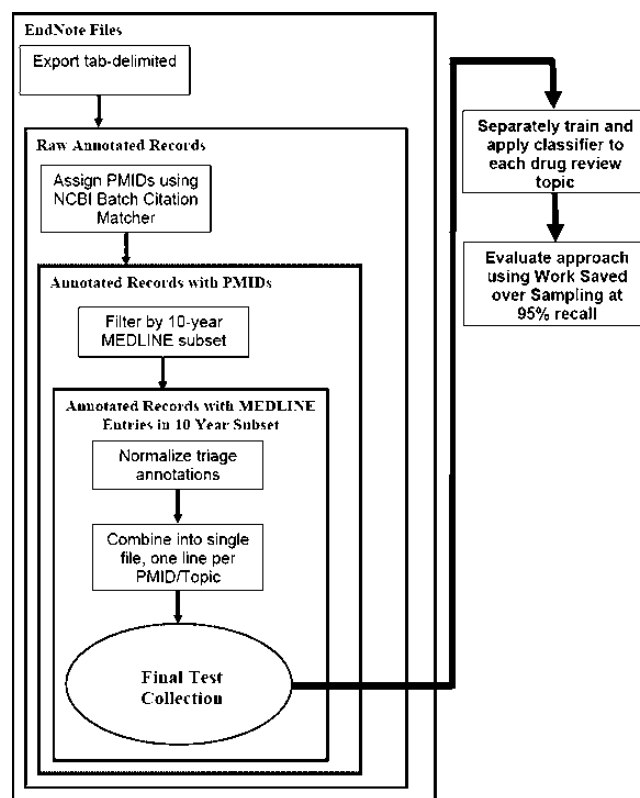 EndNote Files
Export tab-delimited
Raw Annotated Records
Assign PMIDs using
NCBI Batch Citation
Matcher
Annotated Records with PMIDs
Filter by 10-year
MEDLINE subset
Annotated Records with MEDLINE
Entries in 10 Year Subset
Normalize triage
annotations
Combine into single
file, one line per
PMID/Topic
Final Test
Collection
Separately train and
apply classifier to
each drug review
topic
Evaluate approach
using Work Saved
over Sampling at
95% recall